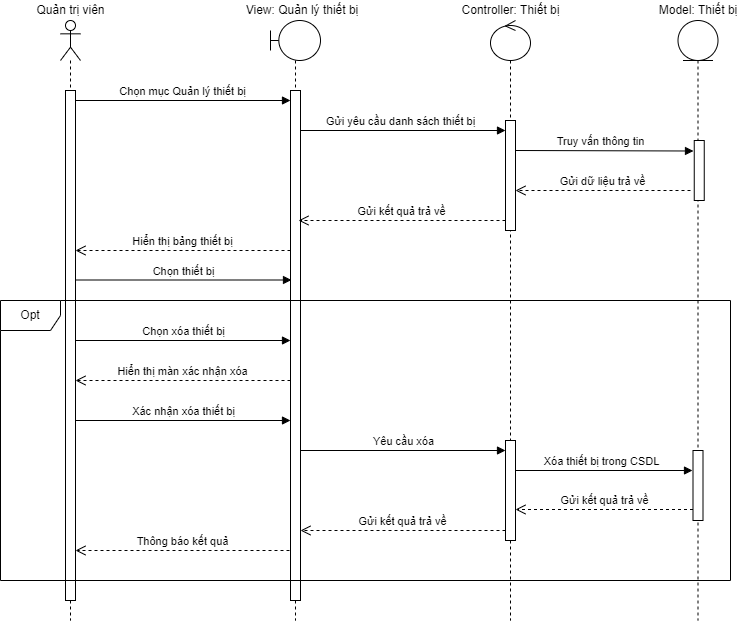 Quản trị viên
View: Quản lý thiết bị
Controller: Thiết bị
Model: Thiết bị
Chọn mục Quản lý thiết bị
Gửi yêu cầu danh sách thiết bị
Truy vấn thông tin
Gửi dữ liệu trả về
Gửi kết quả trả về
Hiển thị bảng thiết bị
Chọn thiết bị
Opt
Chọn xóa thiết bị
Hiển thị màn xác nhận xóa
Xác nhận xóa thiết bị
Yêu cầu xóa
Xóa thiết bị trong CSDL
Gửi kết quả trả về
Gửi kết quả trả về
Thông báo kết quả